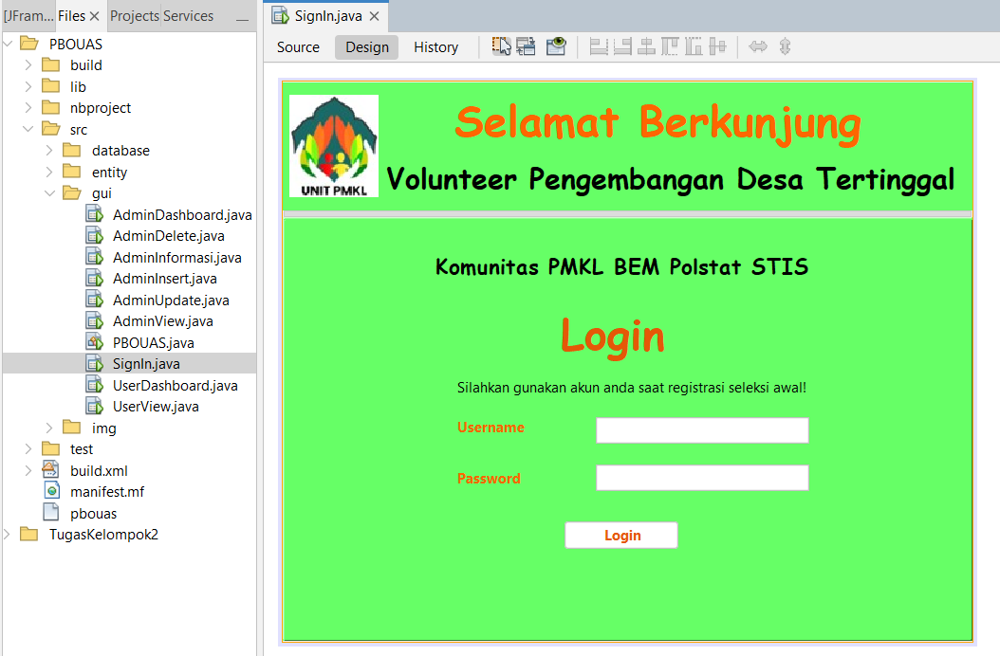 [JFram... Files Projects Services
PBOUAS
build
lib
nbproject
src
database
entity
gui
AdminDashboard.java
AdminDelete.java
AdminInformasi.java
AdminInsert.java
AdminUpdate.java
AdminView.java
PBOUAS.java
SignIn.java
UserDashboard.java
UserView.java
img
test
build.xml
manifest.mf
pbouas
TugasKelompok2
SignIn.java
Source Design History
UNIT PMKL
Selamat Berkunjung
Volunteer Pengembangan Desa Tertinggal
Komunitas PMKL BEM Polstat STIS
Login
Silahkan gunakan akun anda saat registrasi seleksi awal!
Username
Password
Login